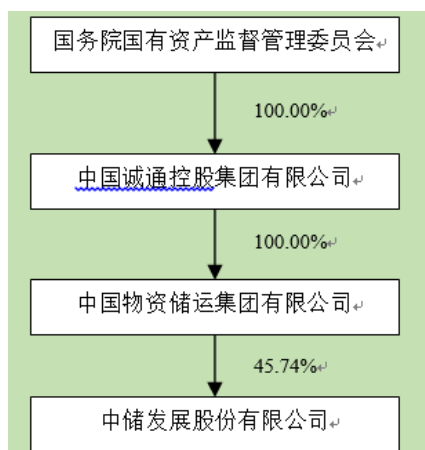 国务院国有资产监督管理委员会
100.00%
中国诚通控股集团有限公司
100.00%
中国物资储运集团有限公司
45.74%
中储发展股份有限公司